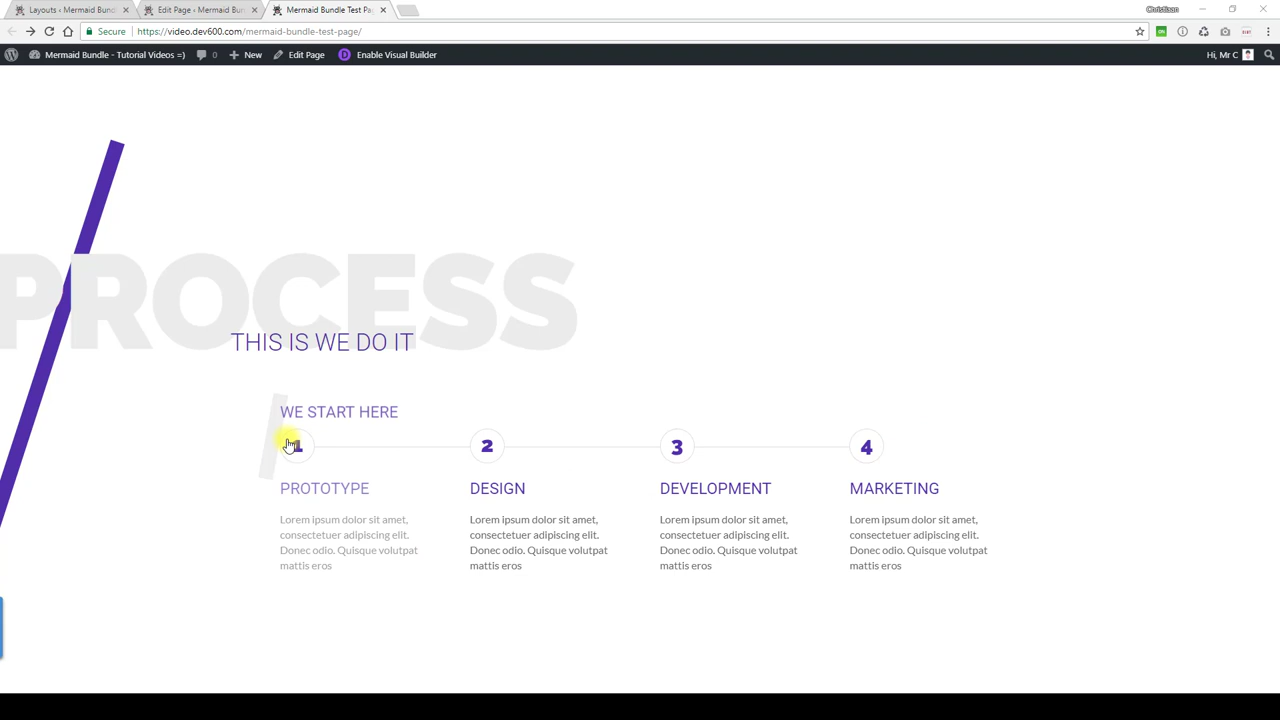 Layouts ‹ Mermaid Bund
Edit Page ‹ Mermaid Bun
Mermaid Bundle Test Pa
Christiaan
Secure
https://video.dev600.com/mermaid-bundle-test-page/
Mermaid Bundle - Tutorial Videos =)
0
New
Edit Page
D
Enable Visual Builder
Hi, Mr C
PROCESS
THIS IS WE DO IT
WE START HERE
1
2
3
4
PROTOTYPE
Lorem ipsum dolor sit amet,
consectetuer adipiscing elit.
Donec odio. Quisque volutpat
mattis eros
DESIGN
Lorem ipsum dolor sit amet,
consectetuer adipiscing elit.
Donec odio. Quisque volutpat
mattis eros
DEVELOPMENT
Lorem ipsum dolor sit amet,
consectetuer adipiscing elit.
Donec odio. Quisque volutpat
mattis eros
MARKETING
Lorem ipsum dolor sit amet,
consectetuer adipiscing elit.
Donec odio. Quisque volutpat
mattis eros